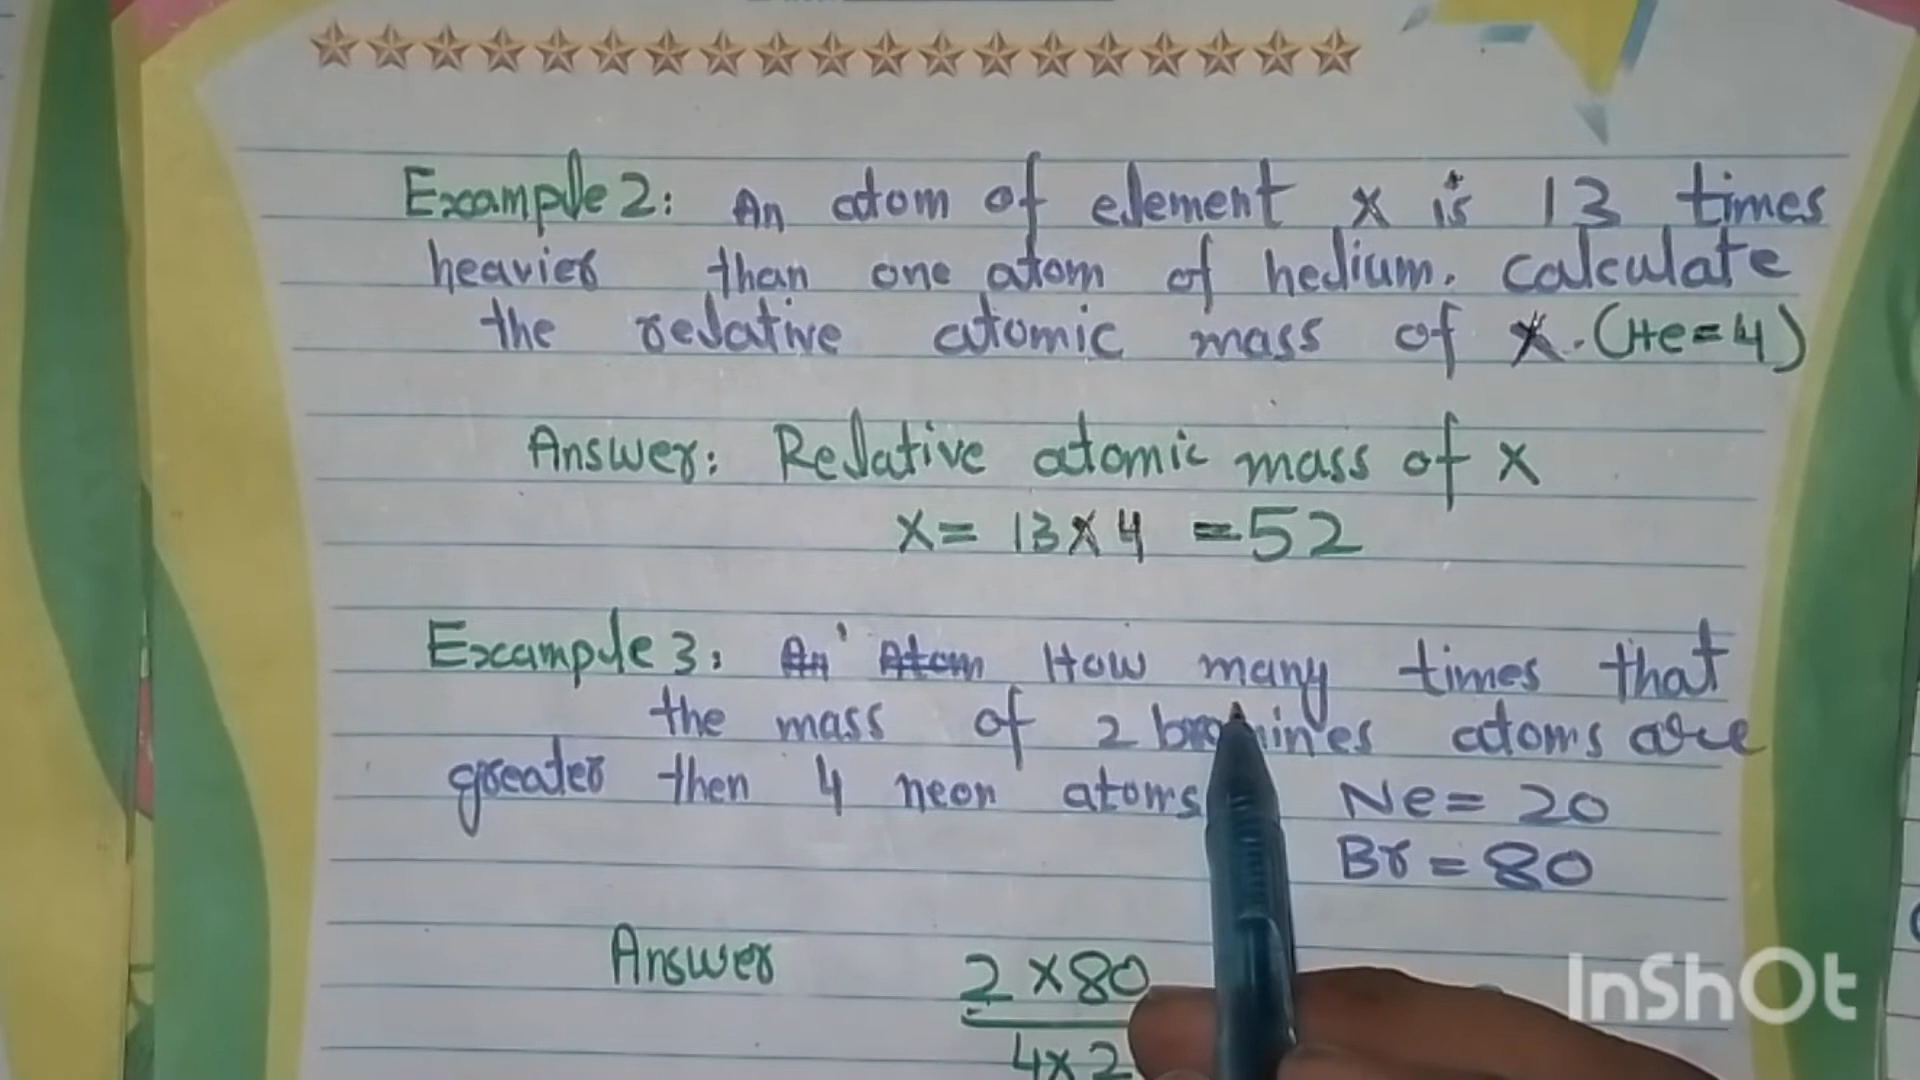 Example 2: An atom of element x is 13 times
heavier than one atom of helium. calculate
the relative atomic mass of x. (He=4)
Answer: Relative atomic mass of x
x= 13x4 =52
Example 3: An Atom How many times that
the mass of 2 bromines atoms are
greater then 4 neon atoms Ne= 20
Br = 80
Answer 2 x 80
4x2
InShOt